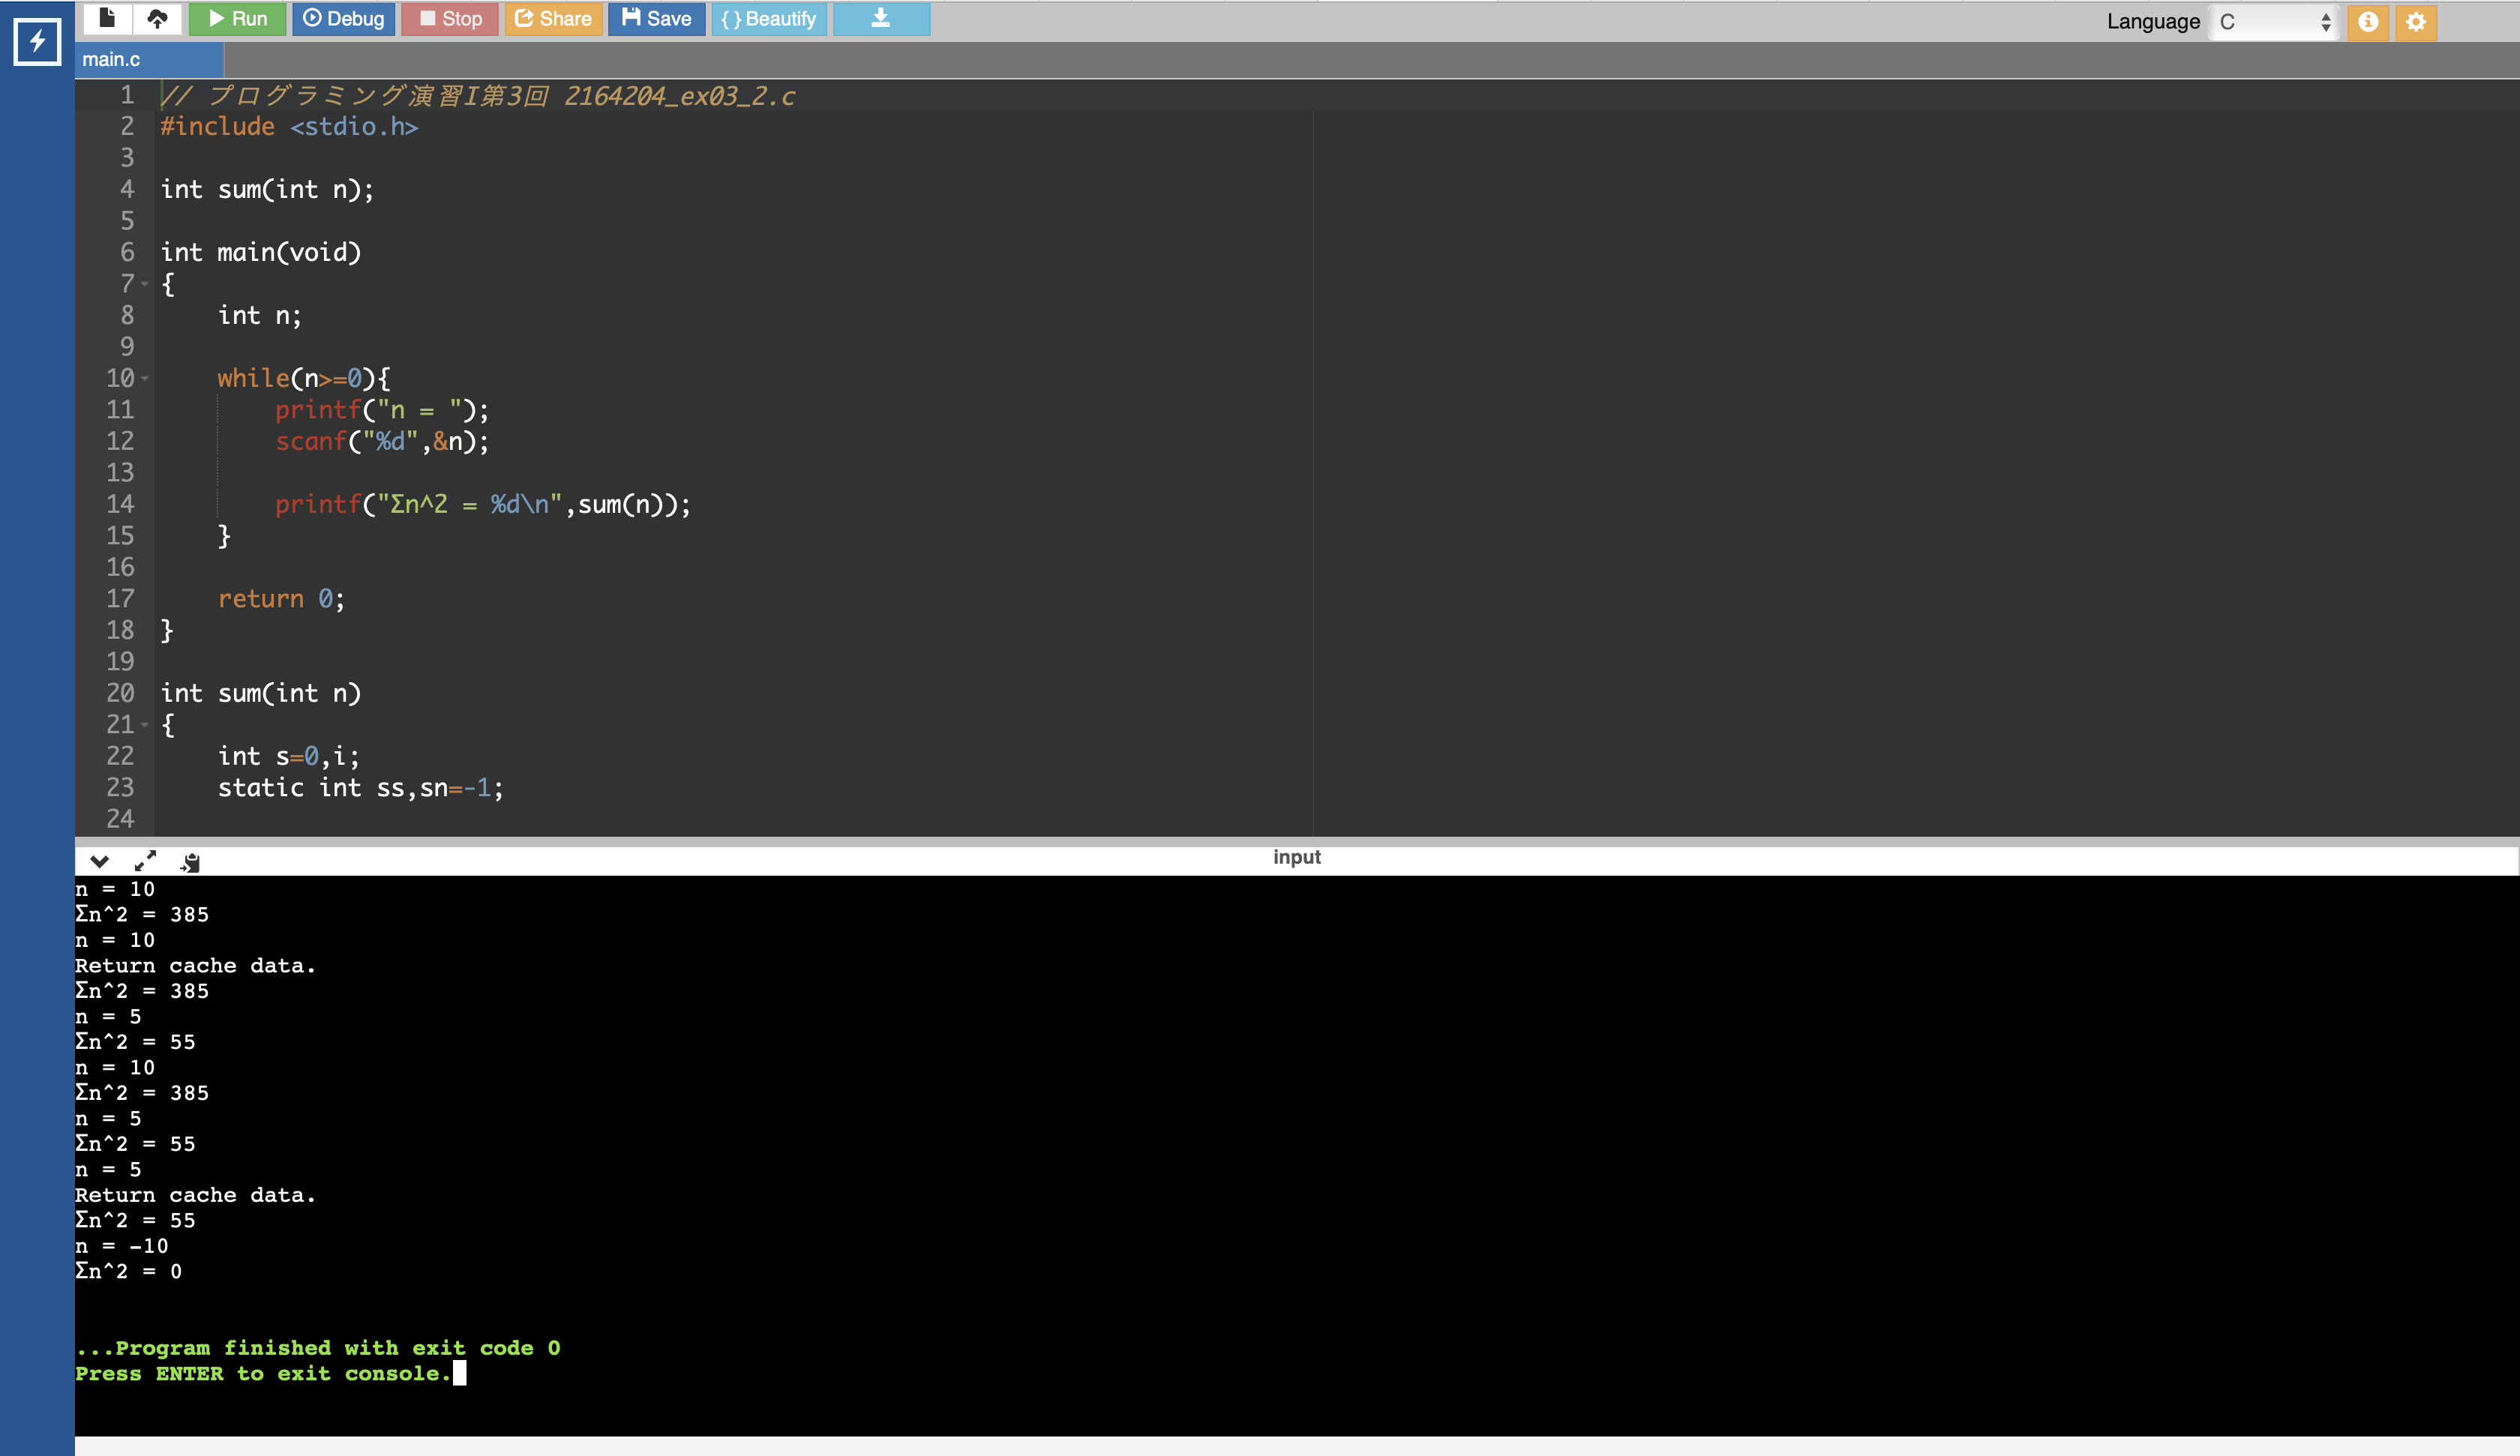 Run Debug Stop Share Save { } Beautify Language C
main.c
1 // プログラミング演習I第3回 2164204_ex03_2.c
2 #include <stdio.h>
3
4 int sum(int n);
5
6 int main(void)
7 {
8     int n;
9
10     while(n>=0){
11         printf("n = ");
12         scanf("%d",&n);
13
14         printf("Σn^2 = %d\n",sum(n));
15     }
16
17     return 0;
18 }
19
20 int sum(int n)
21 {
22     int s=0,i;
23     static int ss,sn=-1;
24
input
n = 10
Σn^2 = 385
n = 10
Return cache data.
Σn^2 = 385
n = 5
Σn^2 = 55
n = 10
Σn^2 = 385
n = 5
Σn^2 = 55
n = 5
Return cache data.
Σn^2 = 55
n = -10
Σn^2 = 0
...Program finished with exit code 0
Press ENTER to exit console.